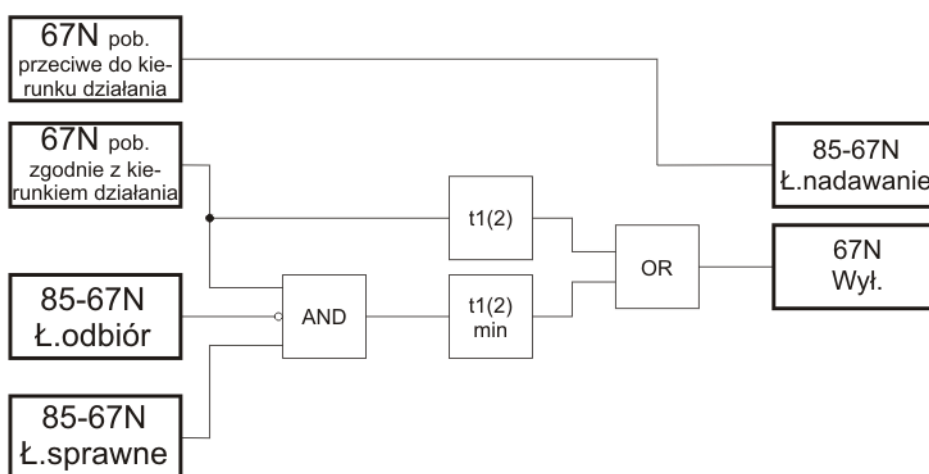 67N pob.
przeciwe do kie-
runku działania
67N pob.
zgodnie z kie-
runkiem działania
85-67N
Ł.nadawanie
t1(2)
67N
Wył.
OR
85-67N
Ł.odbiór
AND
t1(2)
min
85-67N
Ł.sprawne